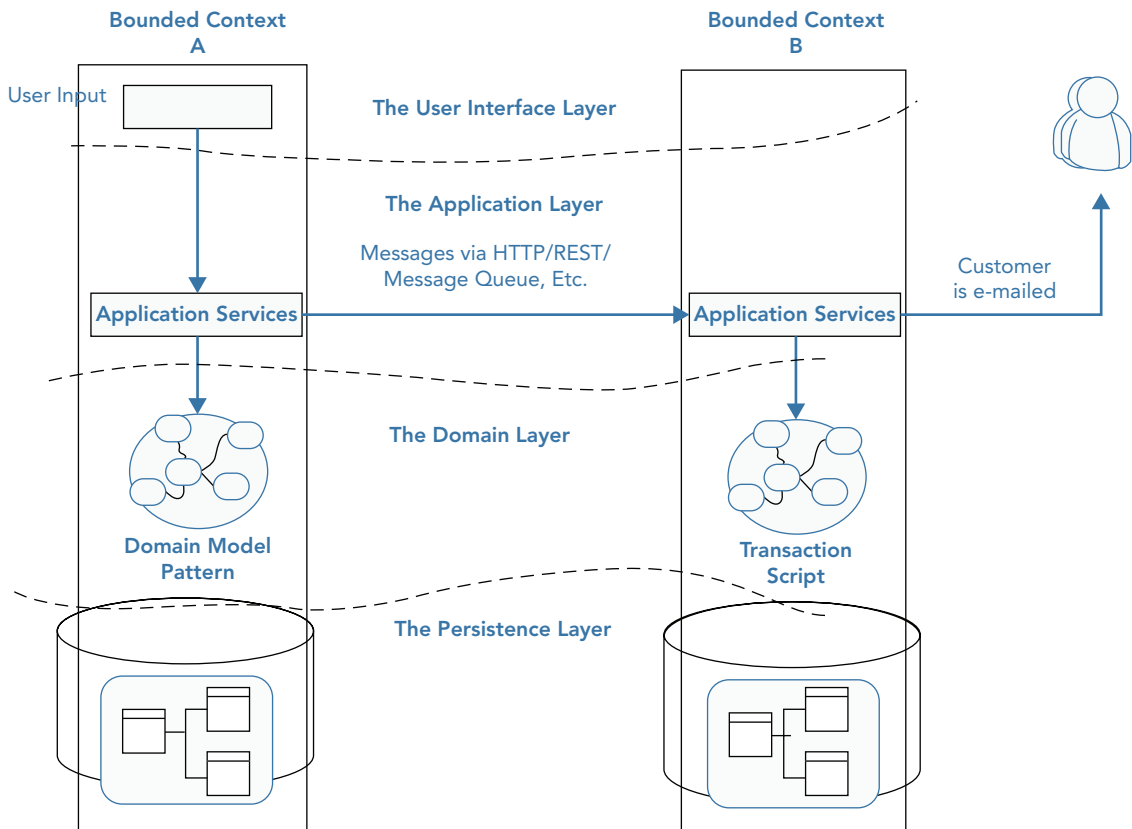 Bounded Context
A
Bounded Context
B
User Input
The User Interface Layer
The Application Layer
Messages via HTTP/REST/
Message Queue, Etc.
Customer
is e-mailed
Application Services
Application Services
The Domain Layer
Domain Model
Pattern
Transaction
Script
The Persistence Layer